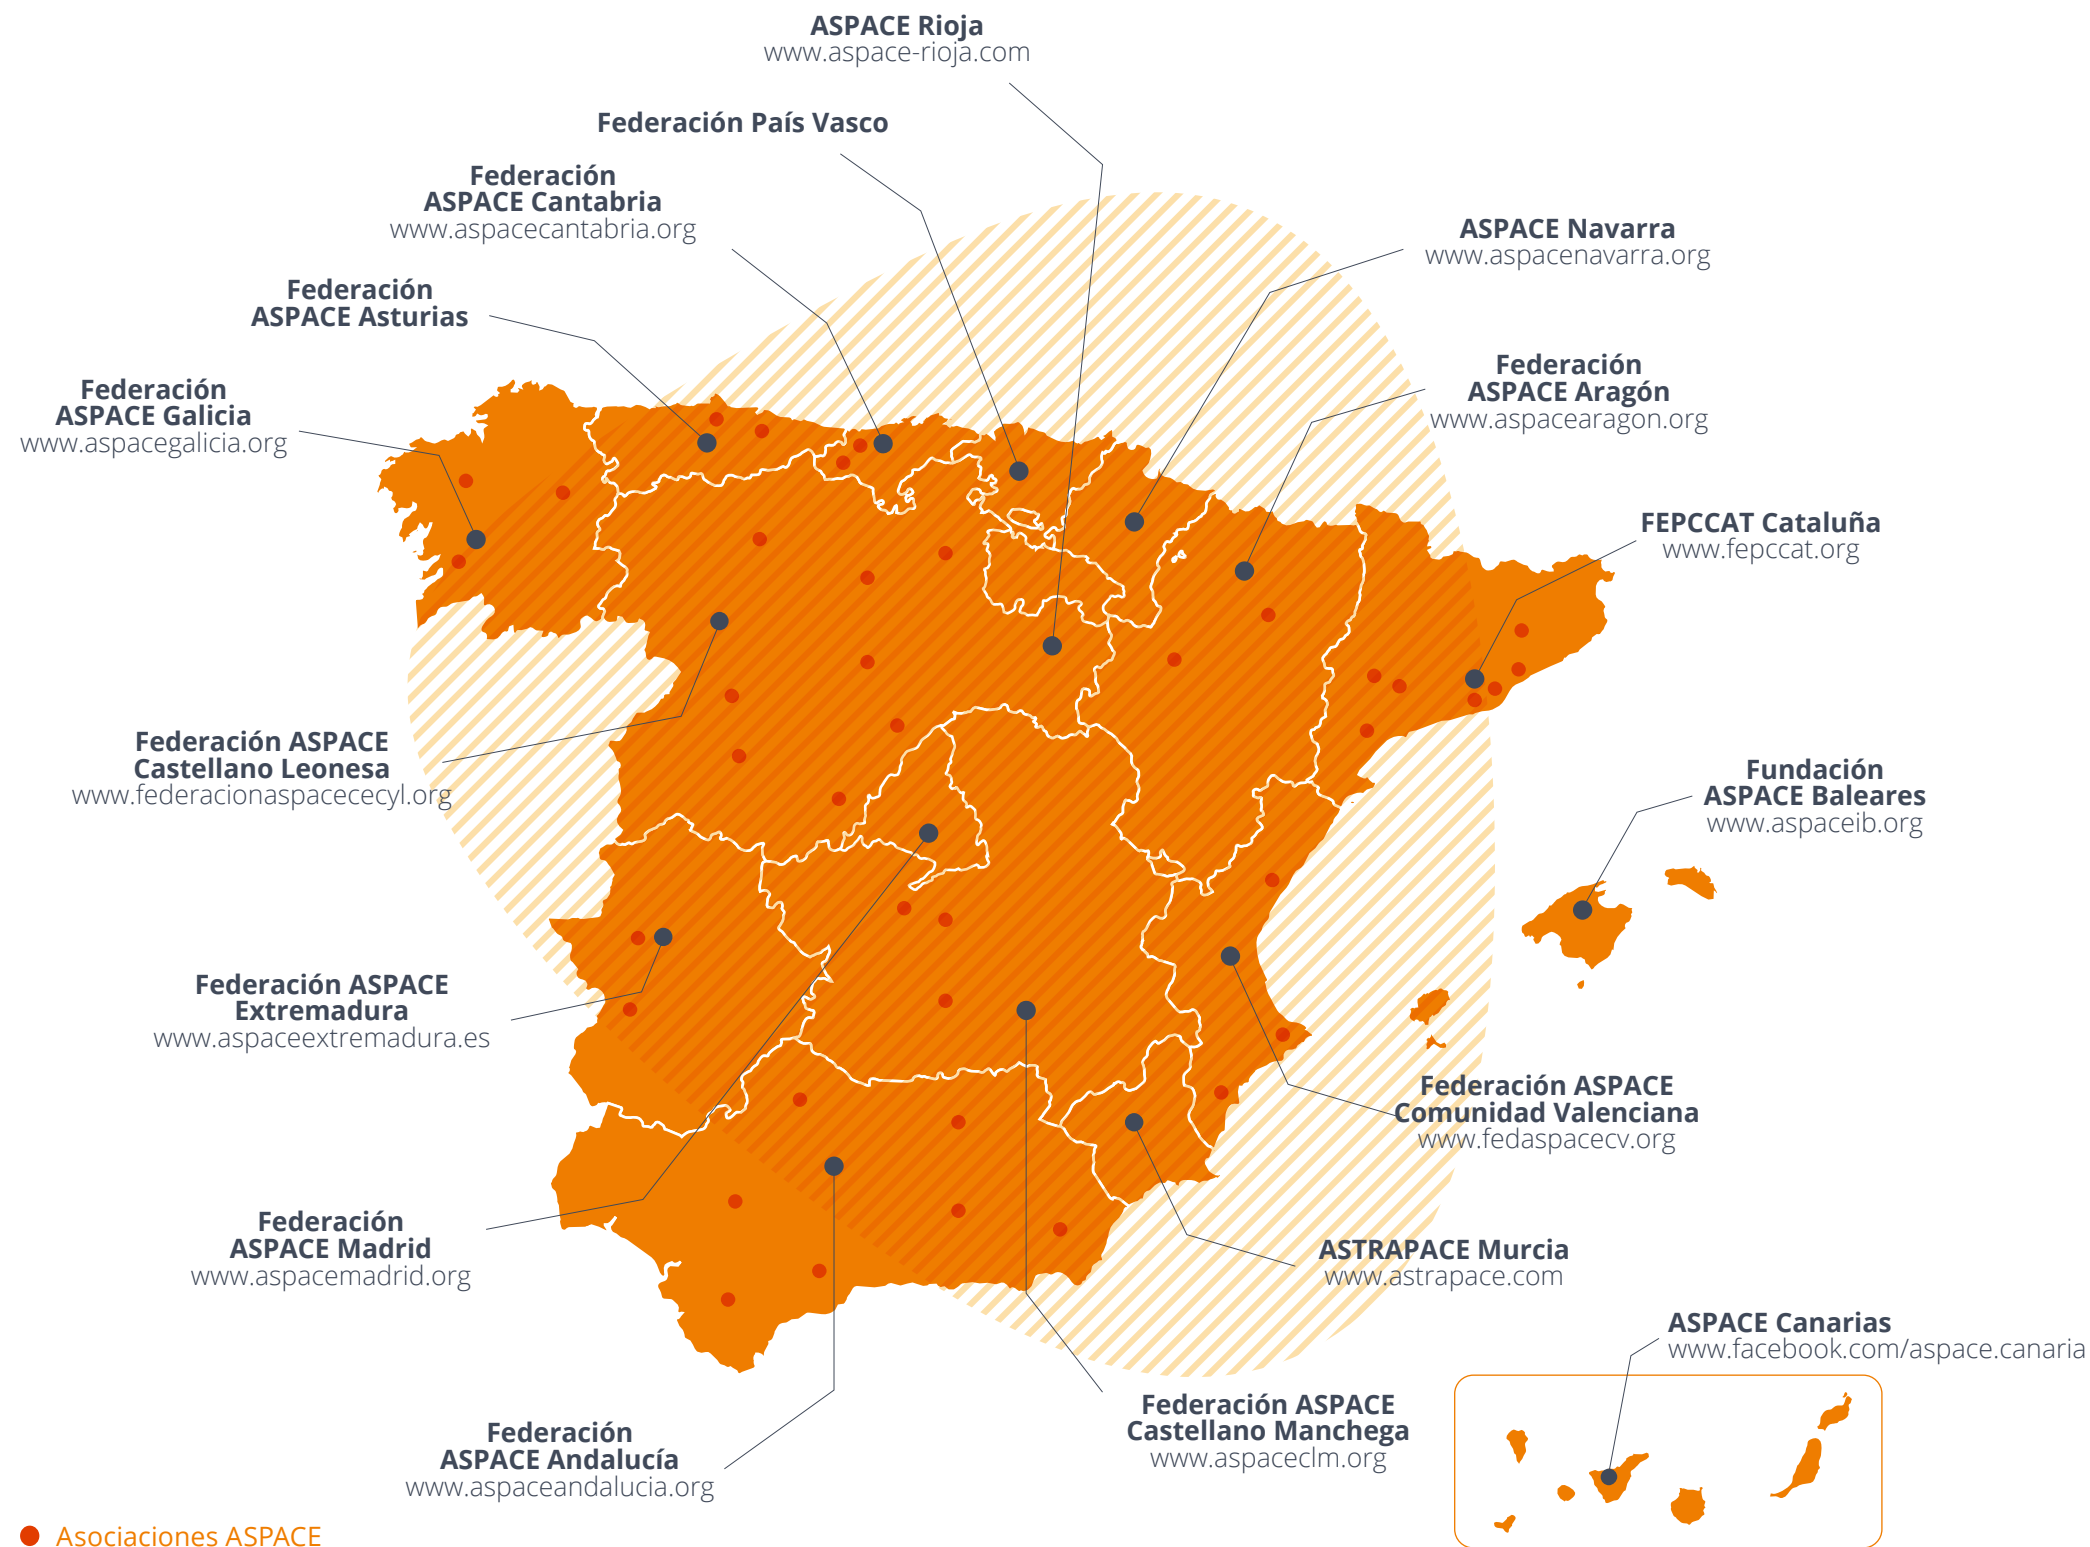 ASPACE Rioja
www.aspace-rioja.com
Federación País Vasco
Federación
ASPACE Cantabria
www.aspacecantabria.org
ASPACE Navarra
www.aspacenavarra.org
Federación
ASPACE Asturias
Federación
ASPACE Aragón
www.aspacearagon.org
Federación
ASPACE Galicia
www.aspacegalicia.org
FEPCCAT Cataluña
www.fepccat.org
Federación ASPACE
Castellano Leonesa
www.federacionaspacecyl.org
Fundación
ASPACE Baleares
www.aspaceib.org
Federación ASPACE
Extremadura
www.aspaceextremadura.es
Federación ASPACE
Comunidad Valenciana
www.fedaspacecv.org
Federación
ASPACE Madrid
www.aspacemadrid.org
ASTRAPACE Murcia
www.astrapace.com
ASPACE Canarias
www.facebook.com/aspace.canaria
Federación ASPACE
Castellano Manchega
www.aspaceclm.org
Federación
ASPACE Andalucía
www.aspaceandalucia.org
Asociaciones ASPACE